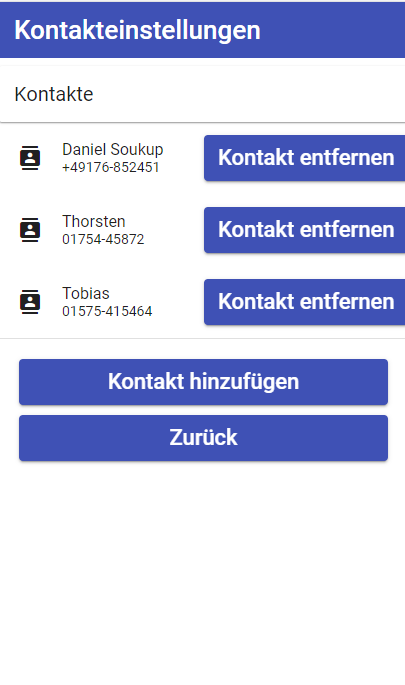 Kontakteinstellungen
Kontakte
Daniel Soukup
+49176-852451
Kontakt entfernen
Thorsten
01754-45872
Kontakt entfernen
Tobias
01575-415464
Kontakt entfernen
Kontakt hinzufügen
Zurück